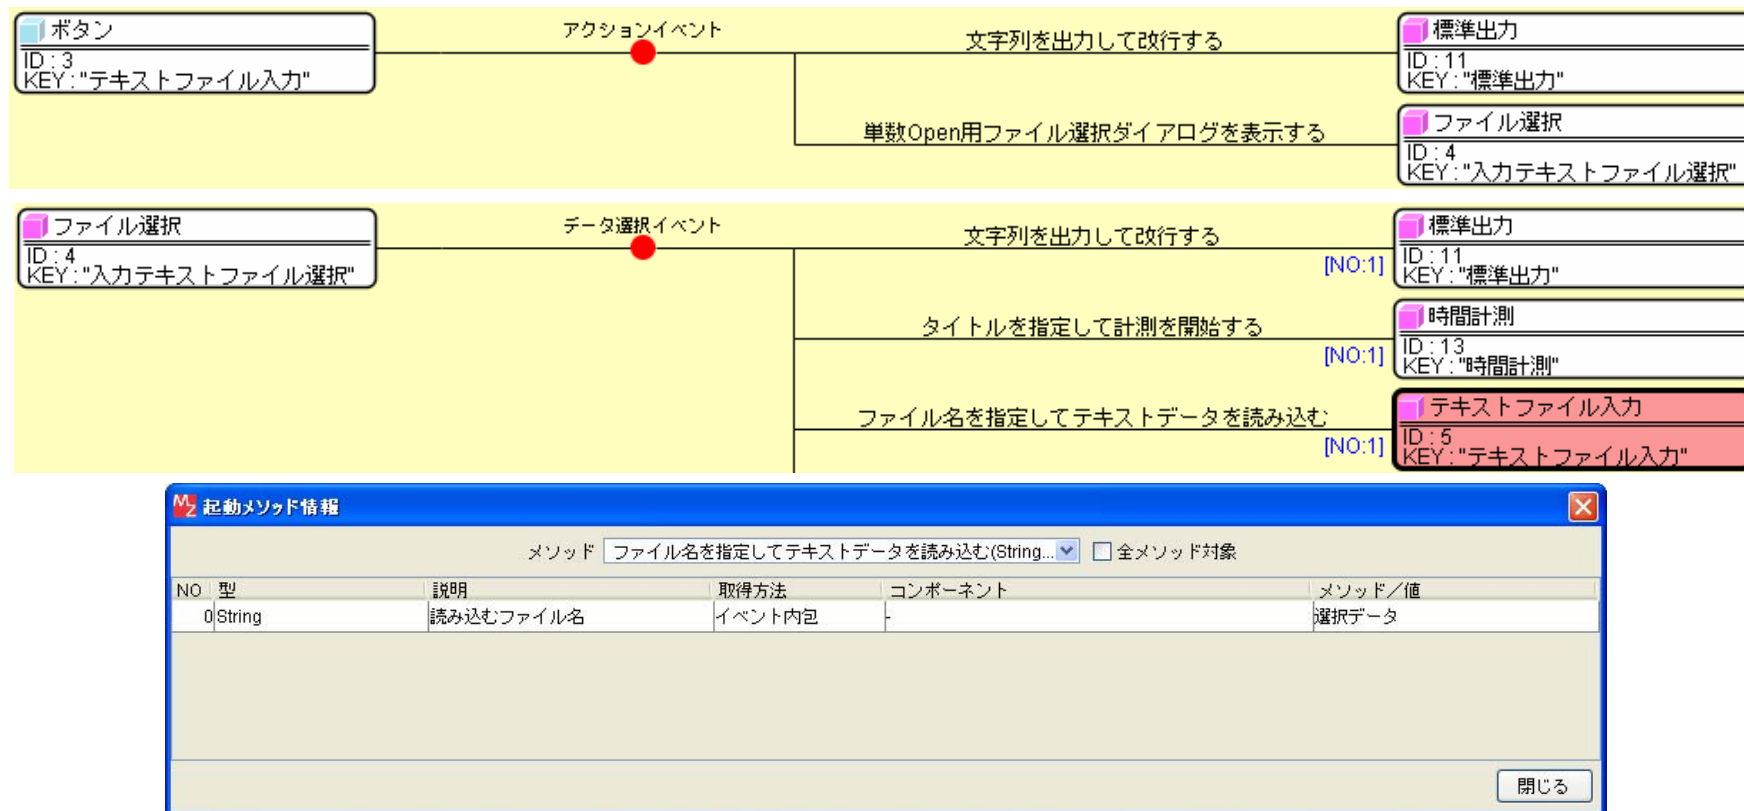 ボタン
ID : 3
KEY : "テキストファイル入力"
アクションイベント
文字列を出力して改行する
標準出力
ID : 11
KEY : "標準出力"
単数Open用ファイル選択ダイアログを表示する
ファイル選択
ID : 4
KEY : "入力テキストファイル選択"
ファイル選択
ID : 4
KEY : "入力テキストファイル選択"
データ選択イベント
文字列を出力して改行する
[NO:1]
標準出力
ID : 11
KEY : "標準出力"
タイトルを指定して計測を開始する
[NO:1]
時間計測
ID : 13
KEY : "時間計測"
ファイル名を指定してテキストデータを読み込む
[NO:1]
テキストファイル入力
ID : 5
KEY : "テキストファイル入力"
MZ 起動メソッド情報
メソッド ファイル名を指定してテキストデータを読み込む(String... 全メソッド対象
NO 型 説明 取得方法 コンポーネント メソッド／値
0 String 読み込むファイル名 イベント内包 - 選択データ
閉じる